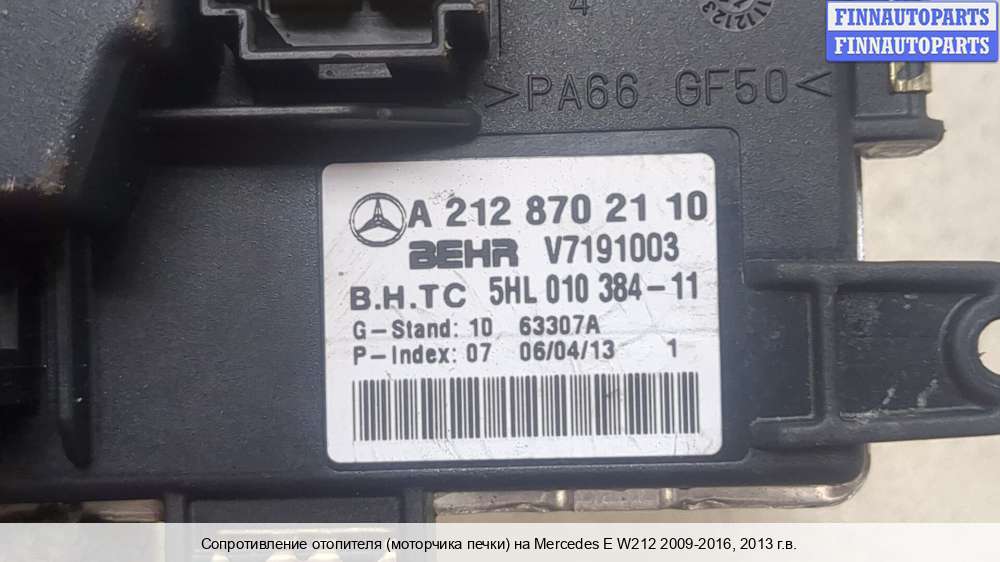 4
FINNAUTOPARTS
FINNAUTOPARTS
>PA66 GF50<
A 212 870 21 10
BEHR V7191003
B.H.TC 5HL 010 384-11
G-Stand: 10 63307A
P-Index: 07 06/04/13 1
Сопротивление отопителя (моторчика печки) на Mercedes E W212 2009-2016, 2013 г.в.